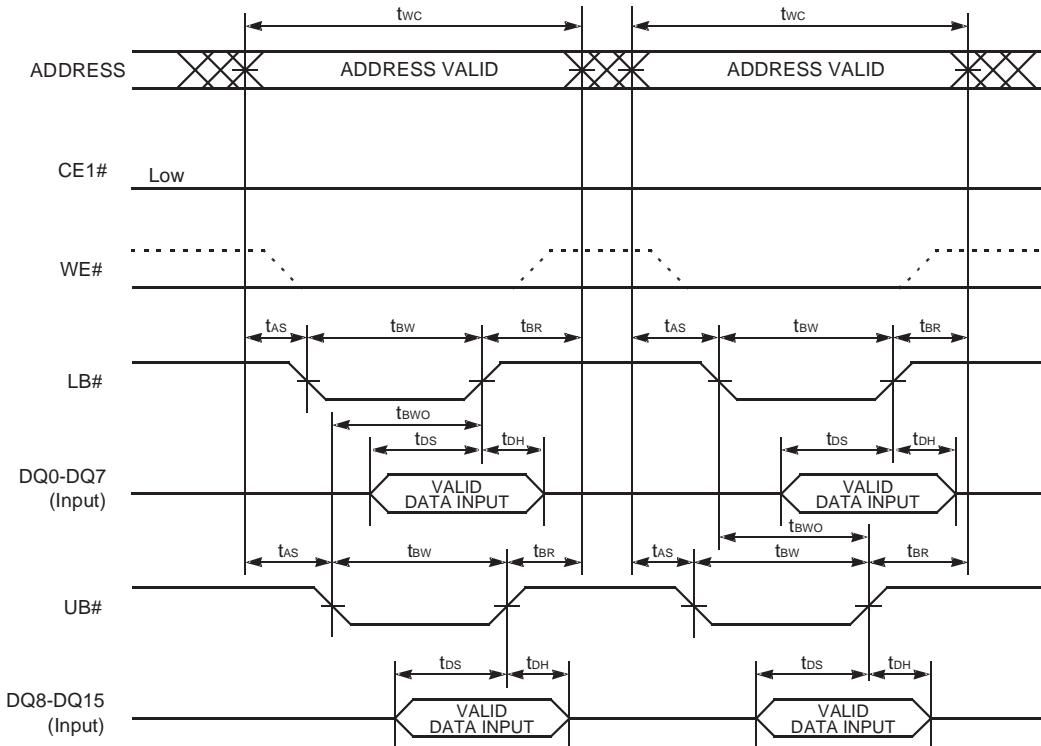 tWC tWC
ADDRESS ADDRESS VALID ADDRESS VALID
CE1# Low
WE#
tAS tBW tBR tAS tBW tBR
LB#
tBWO
tDS tDH tDS tDH
DQ0-DQ7
(Input)
VALID
DATA INPUT
VALID
DATA INPUT
tBWO
tAS tBW tBR tAS tBW tBR
UB#
tDS tDH tDS tDH
DQ8-DQ15
(Input)
VALID
DATA INPUT
VALID
DATA INPUT